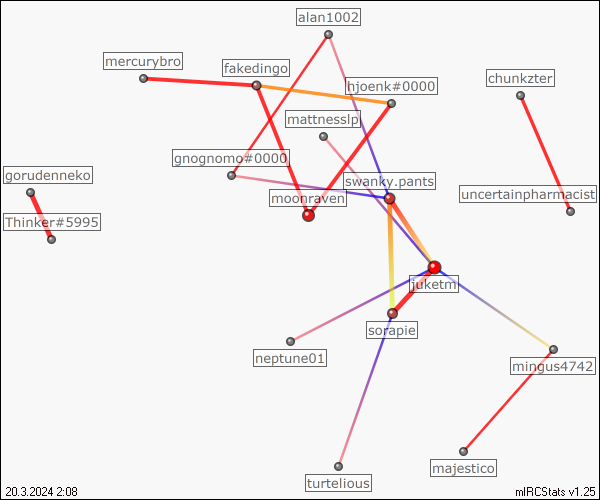 alan1002
mercurybro
fakedingo
hjoenk#0000
chunkzter
mattnesslp
gnognomo#0000
gorudenneko
swanky.pants
moonraven
uncertainpharmacist
Thinker#5995
juketm
sorapie
neptune01
mingus4742
majestico
turtelious
20.3.2024 2:08
mIRCStats v1.25